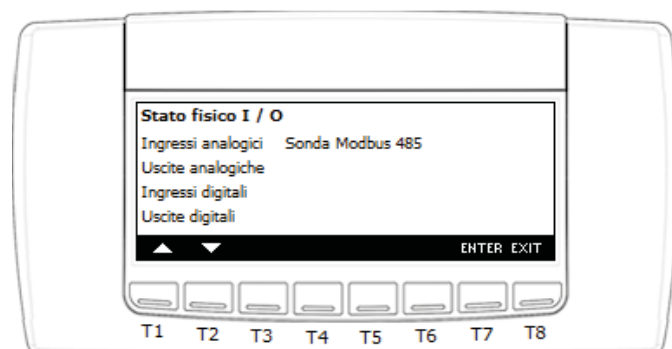 Stato fisico I / O
Ingressi analogici Sonda Modbus 485
Uscite analogiche
Ingressi digitali
Uscite digitali
ENTER EXIT
T1 T2 T3 T4 T5 T6 T7 T8